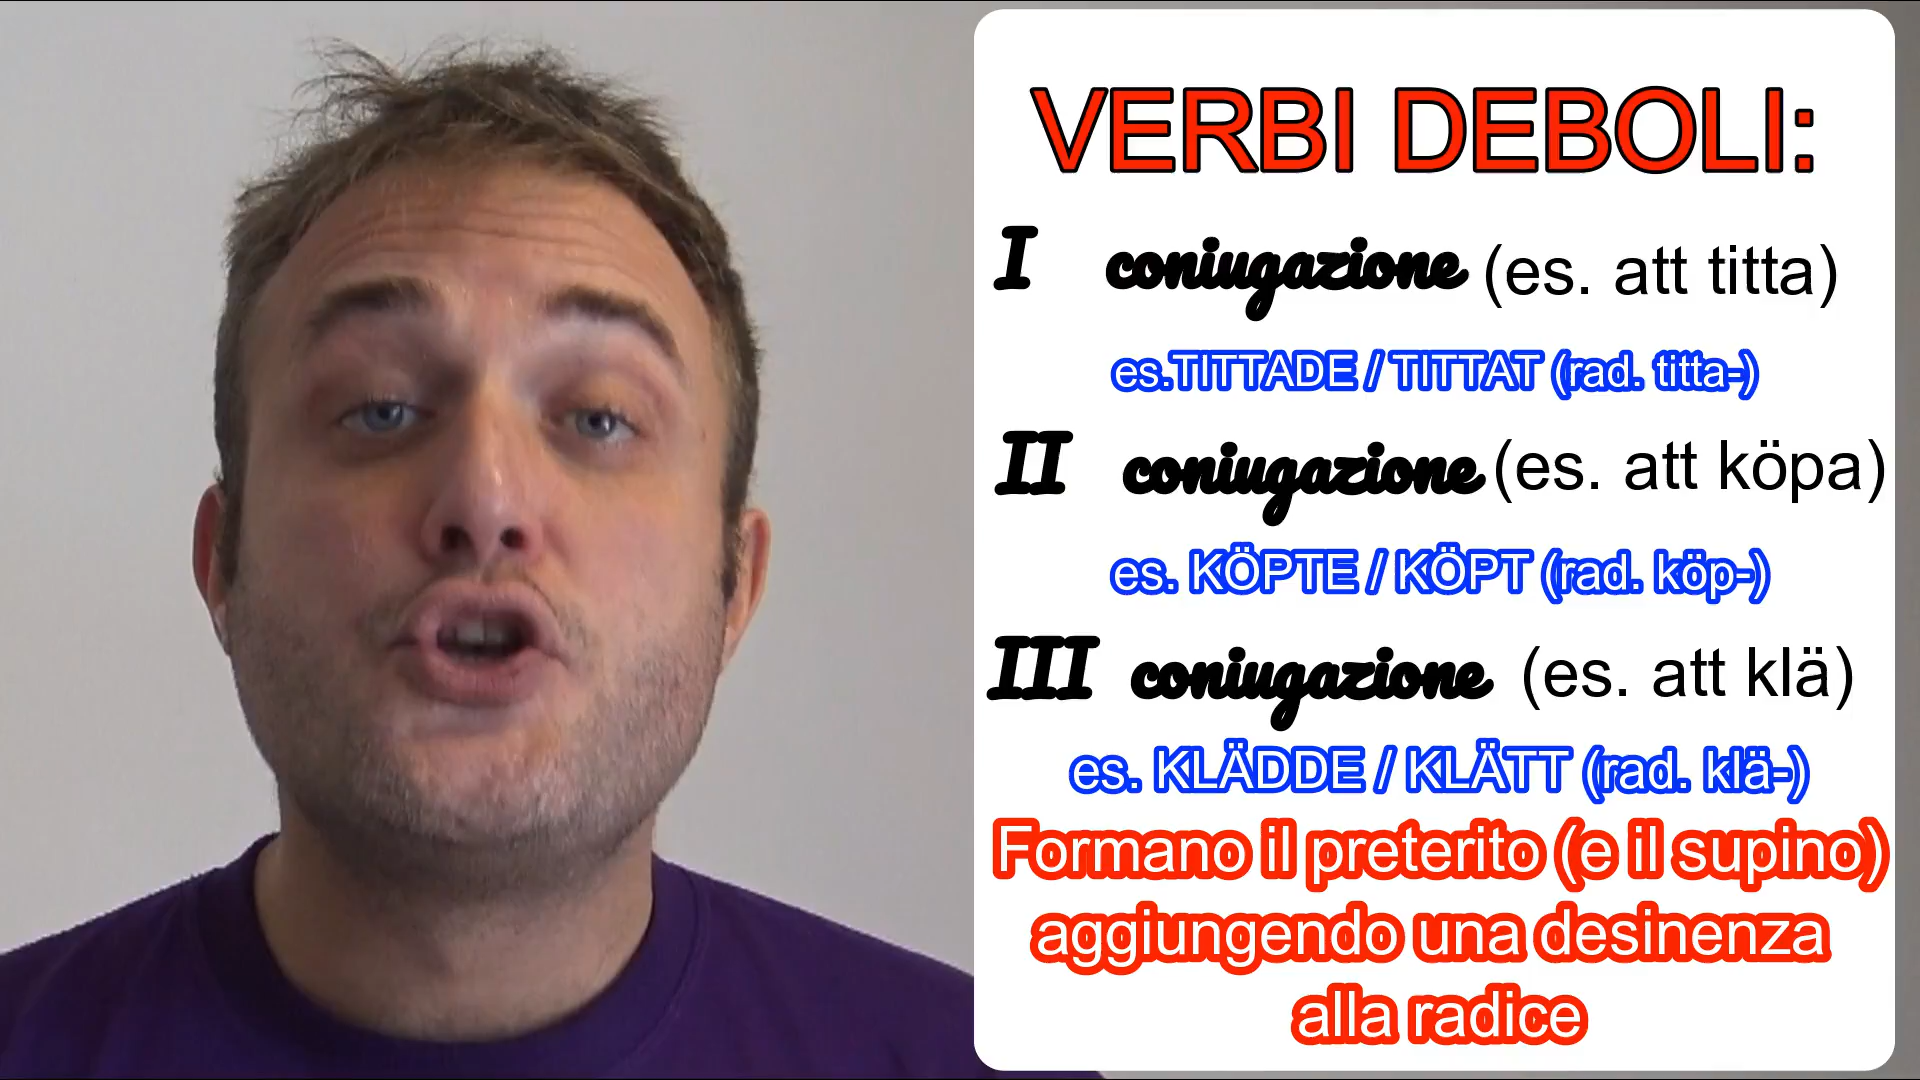 VERBI DEBOLI:
I coniugazione (es. att titta)
es.TITTADE / TITTAT (rad. titta-)
II coniugazione (es. att köpa)
es. KÖPTE / KÖPT (rad. köp-)
III coniugazione (es. att klä)
es. KLÄDDE / KLÄTT (rad. klä-)
Formano il preterito (e il supino)
aggiungendo una desinenza
alla radice